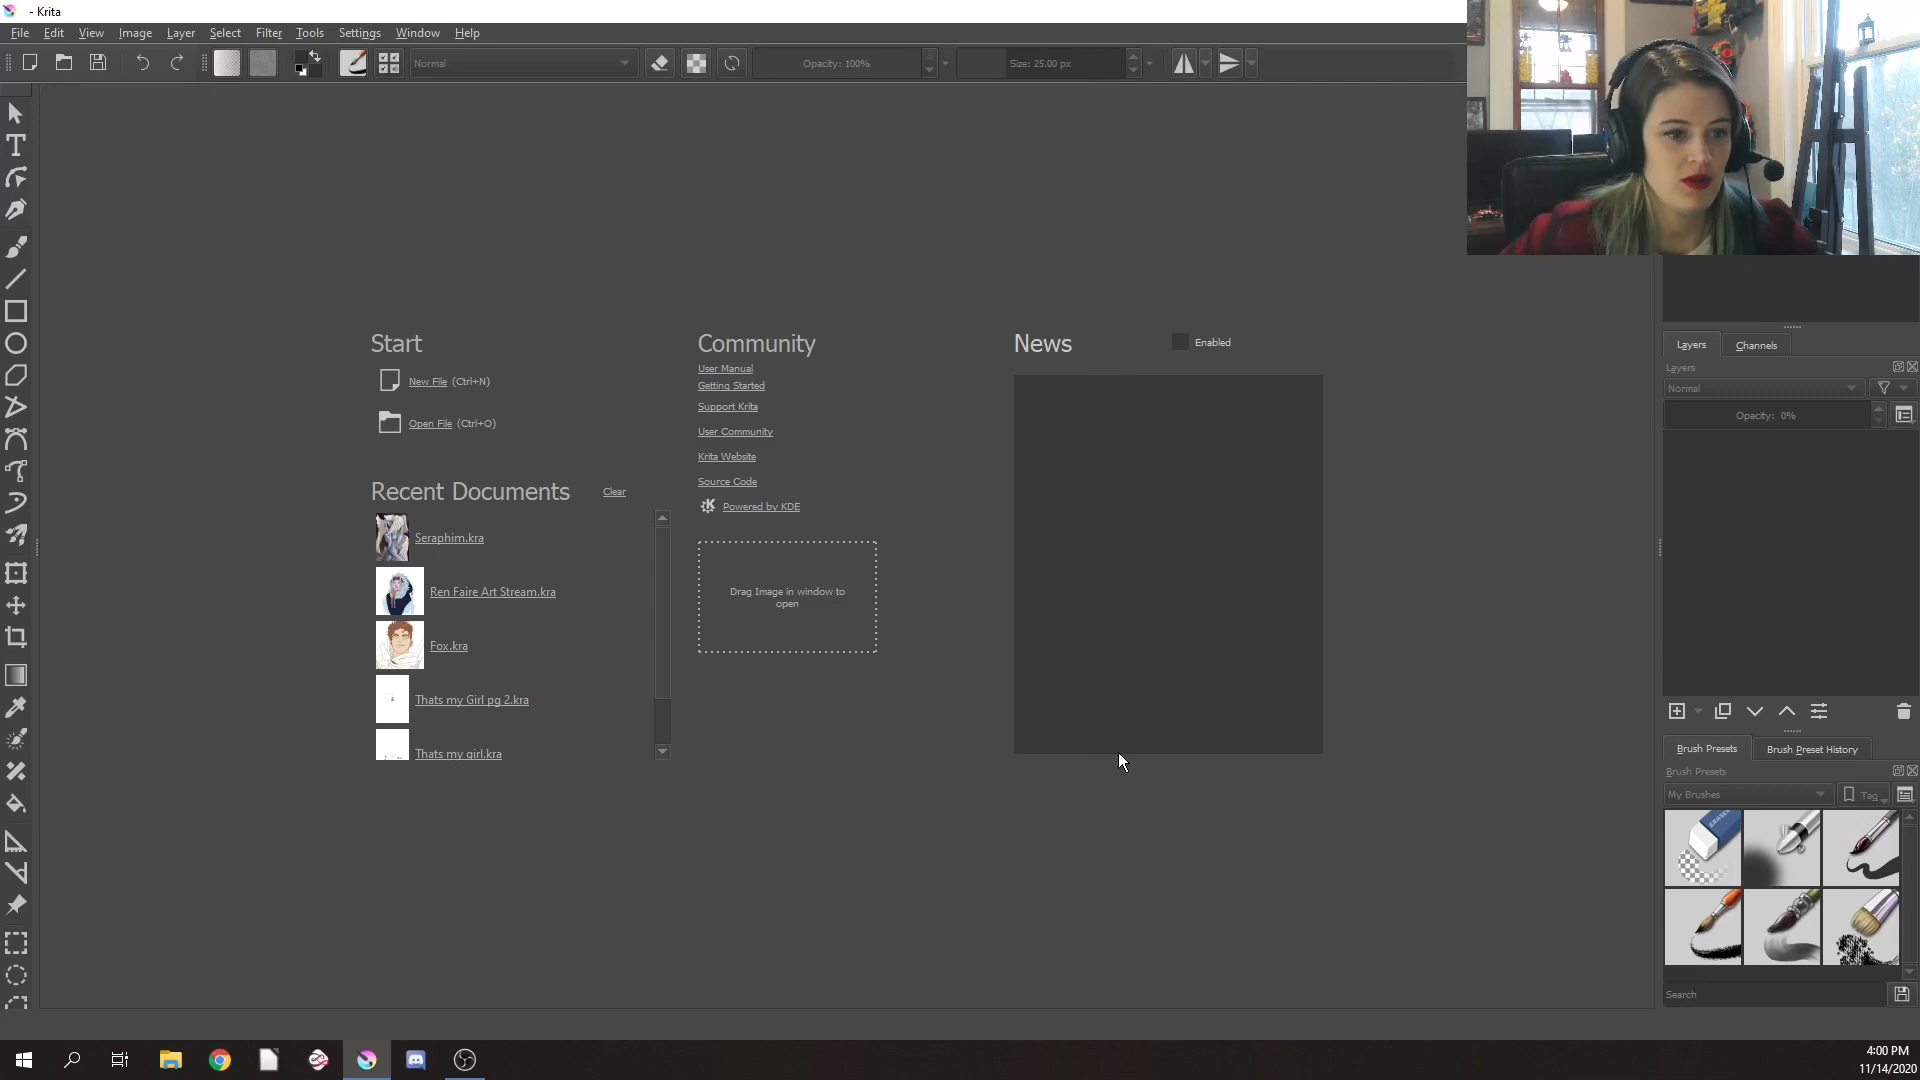 - Krita
File Edit View Image Layer Select Filter Tools Settings Window Help
Normal Opacity: 100% Size: 25.00 px
Start
New File (Ctrl+N)
Open File (Ctrl+O)
Recent Documents Clear
Seraphim.kra
Ren Faire Art Stream.kra
Fox.kra
Thats my Girl pg 2.kra
Thats my girl.kra
Community
User Manual
Getting Started
Support Krita
User Community
Krita Website
Source Code
Powered by KDE
Drag Image in window to
open
News Enabled
Layers Channels
Layers
Normal
Opacity: 0%
Brush Presets Brush Preset History
Brush Presets
My Brushes Tag
ERASER
Search
4:00 PM
11/14/2020